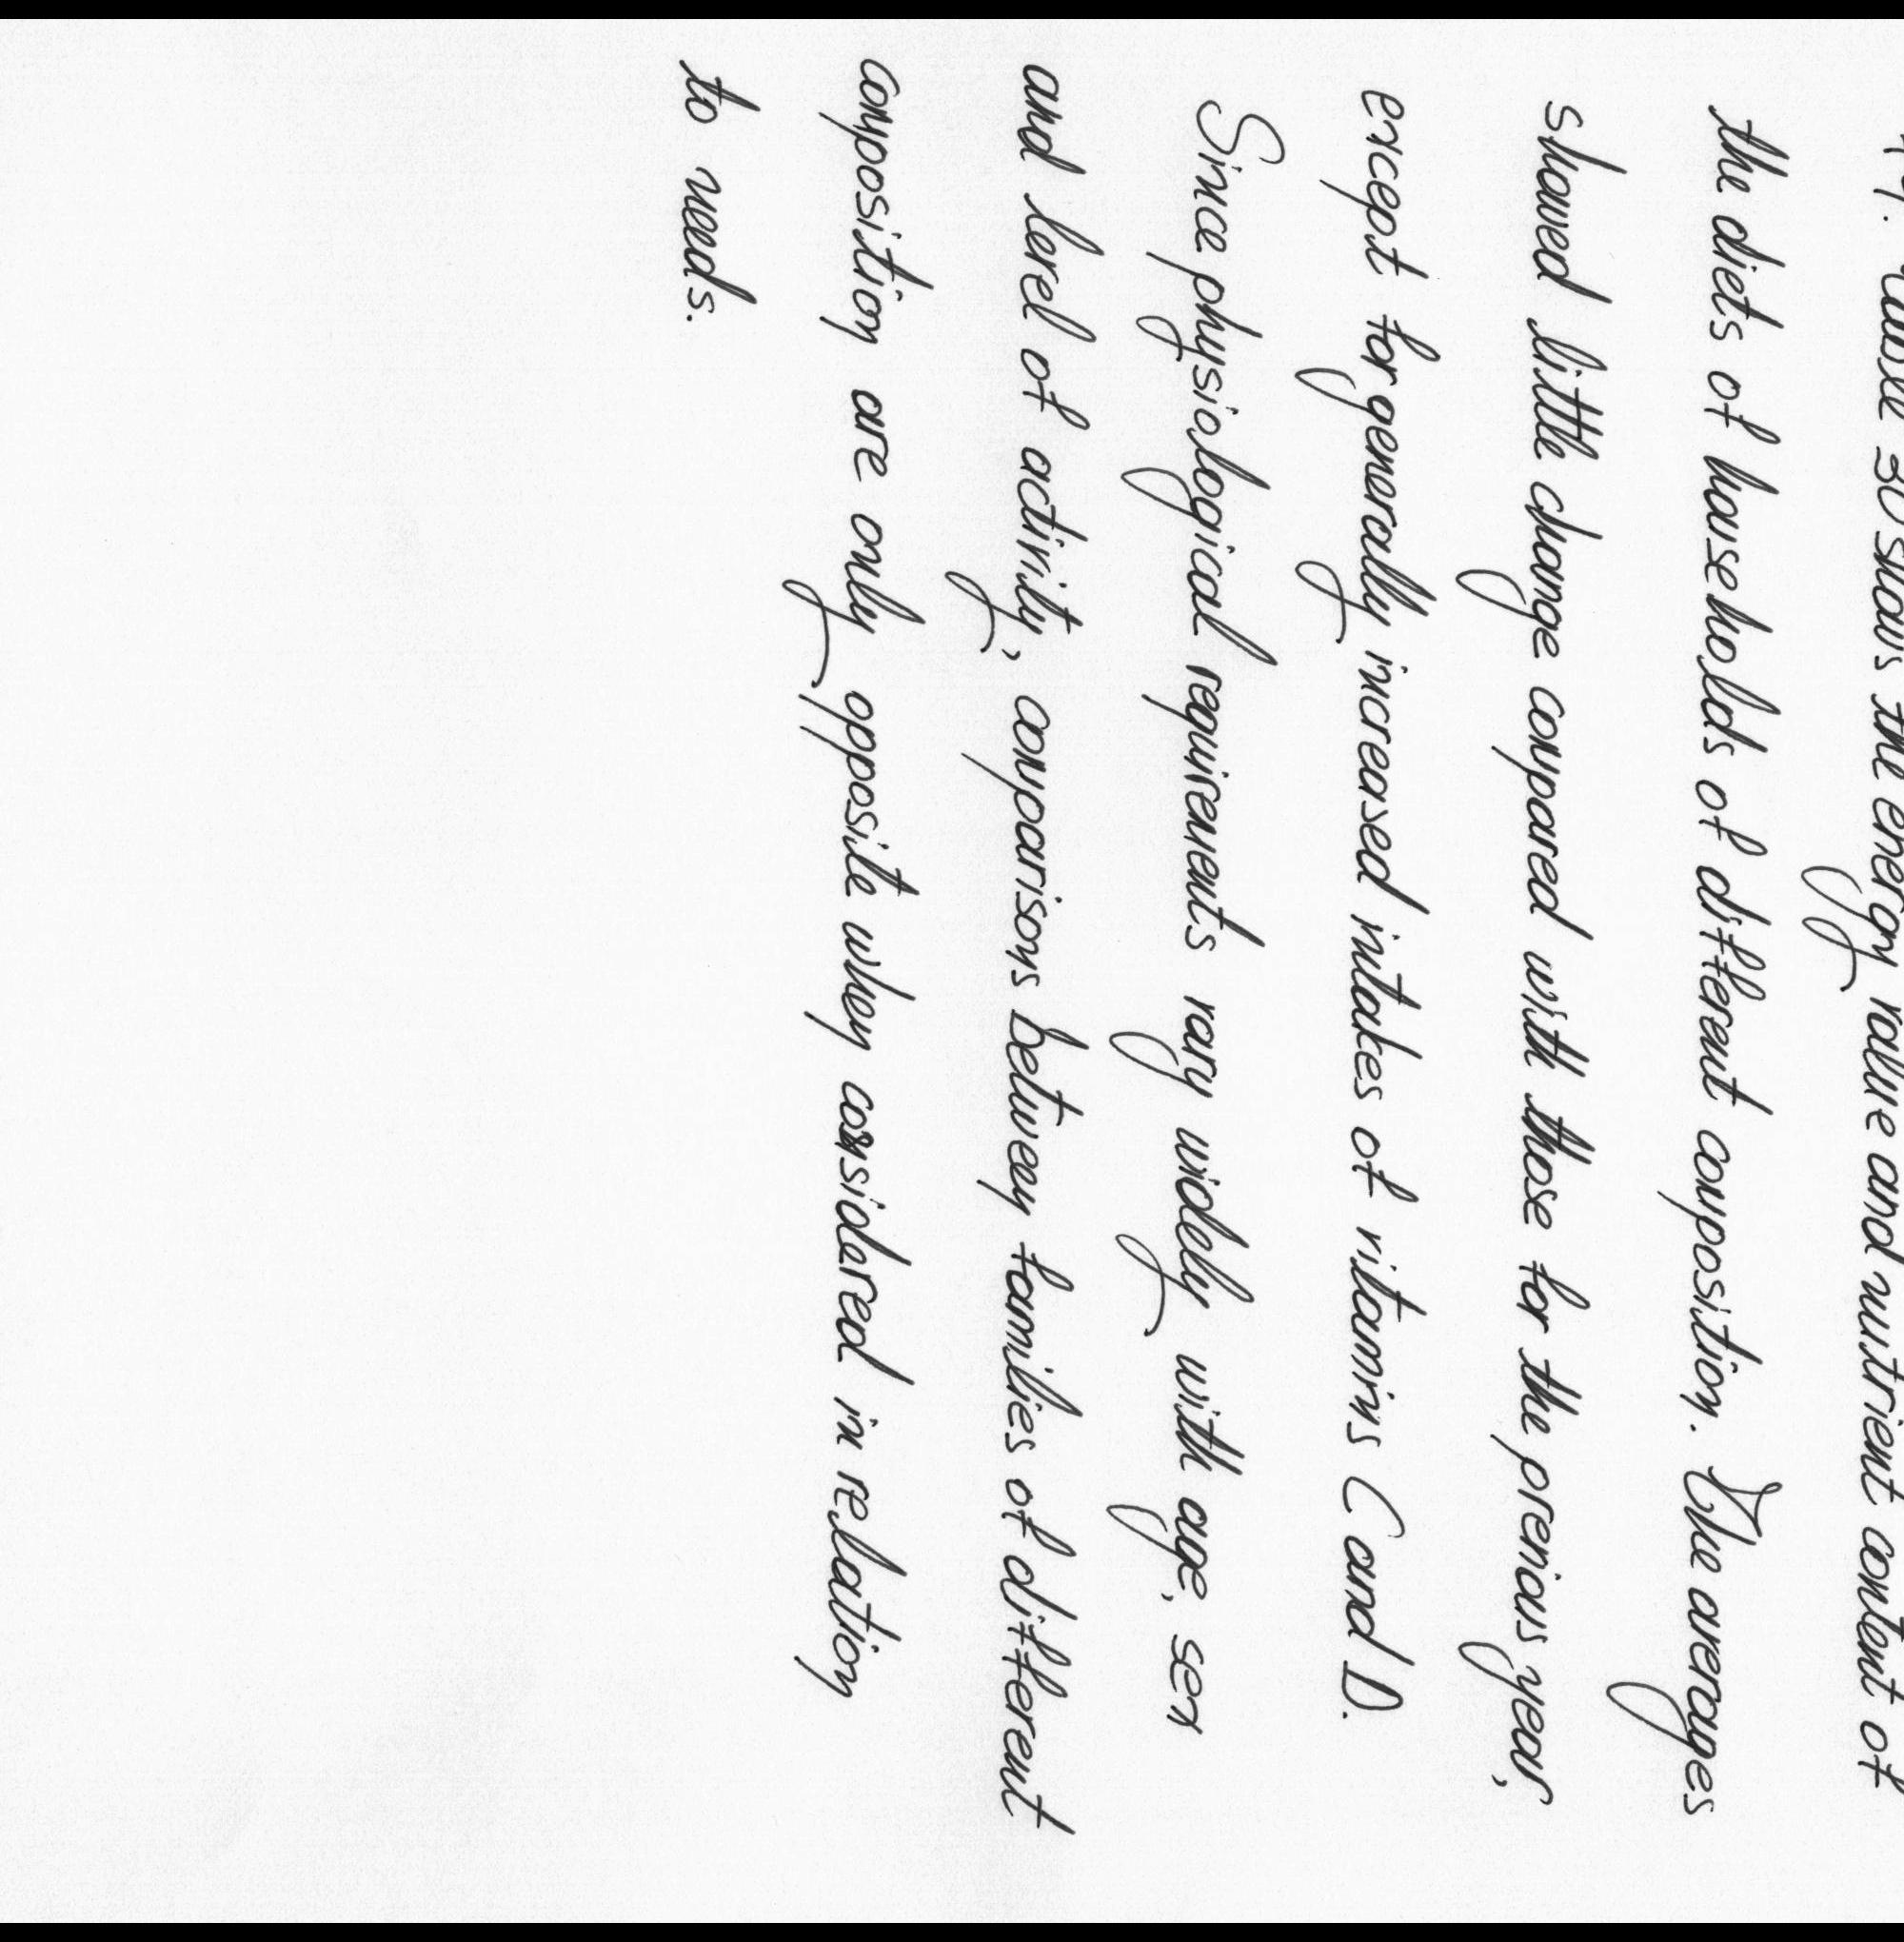 Table 30 shows the energy value and nutrient content of
the diets of households of different composition. The averages
showed little change compared with those for the previous year,
except for generally increased intakes of vitamins C and D.
Since physiological requirements vary widely with age, sex
and level of activity, comparisons between families of different
composition are only opposite when considered in relation
to needs.